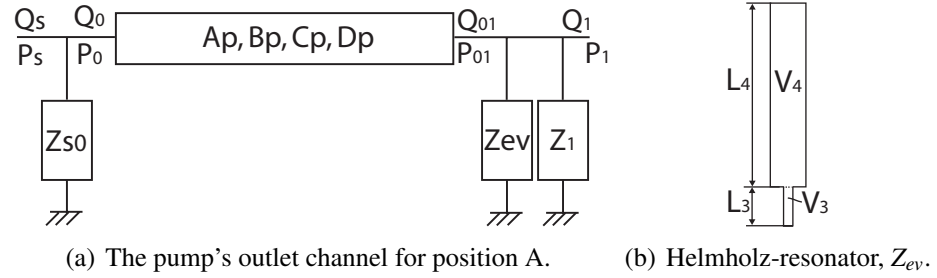 Qs Q0 Ap, Bp, Cp, Dp Q01 Q1
Ps P0 P01 P1
Zs0 Zev Z1
L4 V4
L3 V3
(a) The pump's outlet channel for position A.
(b) Helmholz-resonator, Zev.